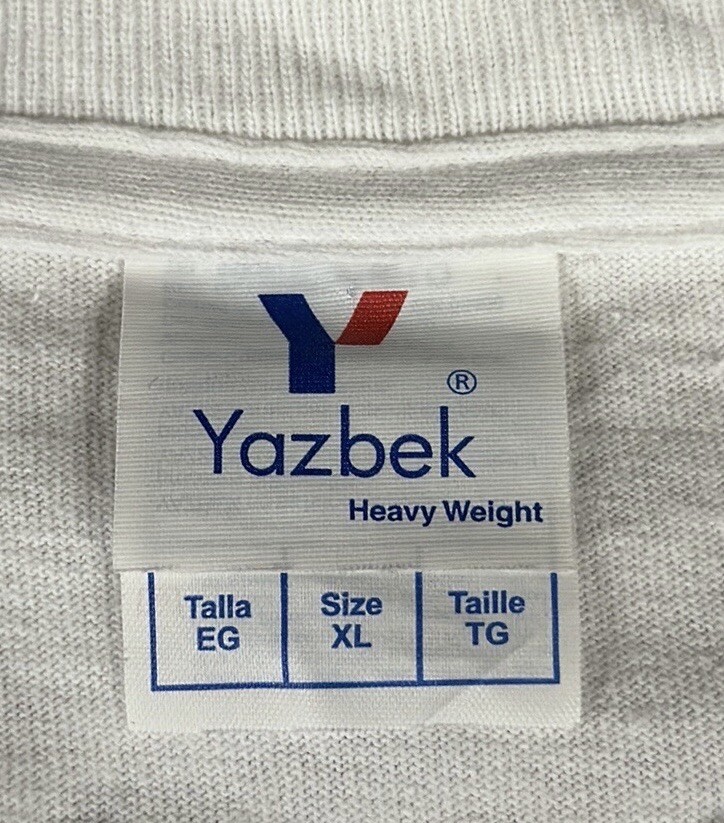 Y
®
Yazbek
Heavy Weight
Talla Size Taille
EG XL TG